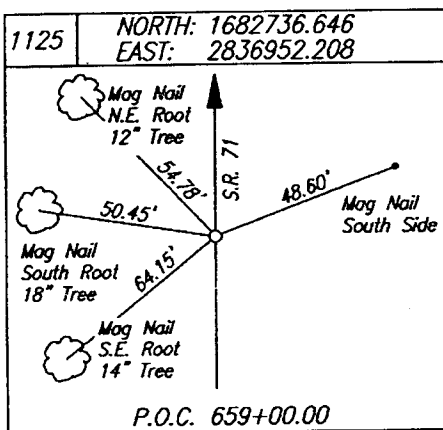 1125
NORTH: 1682736.646
EAST: 2836952.208
Mag Nail
N.E. Root
12" Tree
54.78'
S.R. 71
48.60'
Mag Nail
South Side
50.45'
Mag Nail
South Root
18" Tree
64.15'
Mag Nail
S.E. Root
14" Tree
P.O.C. 659+00.00